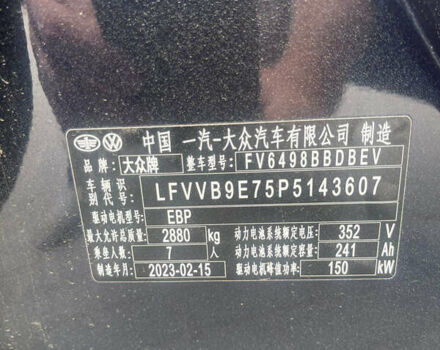 中国 一汽-大众汽车有限公司 制造
品牌: 大众牌 整车型号: FV6498BBDBEV
车辆识别代号: LFVVB9E75P5143607
驱动电机型号: EBP
最大允许总质量: 2880 kg 动力电池系统额定电压: 352 V
乘坐人数: 7 人 动力电池系统额定容量: 241 Ah
制造年月: 2023-02-15 驱动电机峰值功率: 150 kW